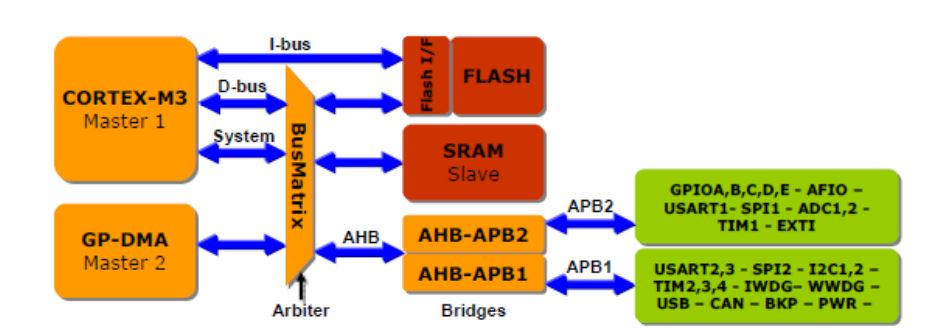 I-bus
CORTEX-M3
Master 1
D-bus
System
BusMatrix
Flash I/F
FLASH
SRAM
Slave
GP-DMA
Master 2
AHB
AHB-APB2
AHB-APB1
Arbiter
Bridges
APB2
GPIOA,B,C,D,E - AFIO –
USART1- SPI1 - ADC1,2 -
TIM1 - EXTI
APB1
USART2,3 - SPI2 - I2C1,2 –
TIM2,3,4 - IWDG– WWDG –
USB – CAN – BKP – PWR –